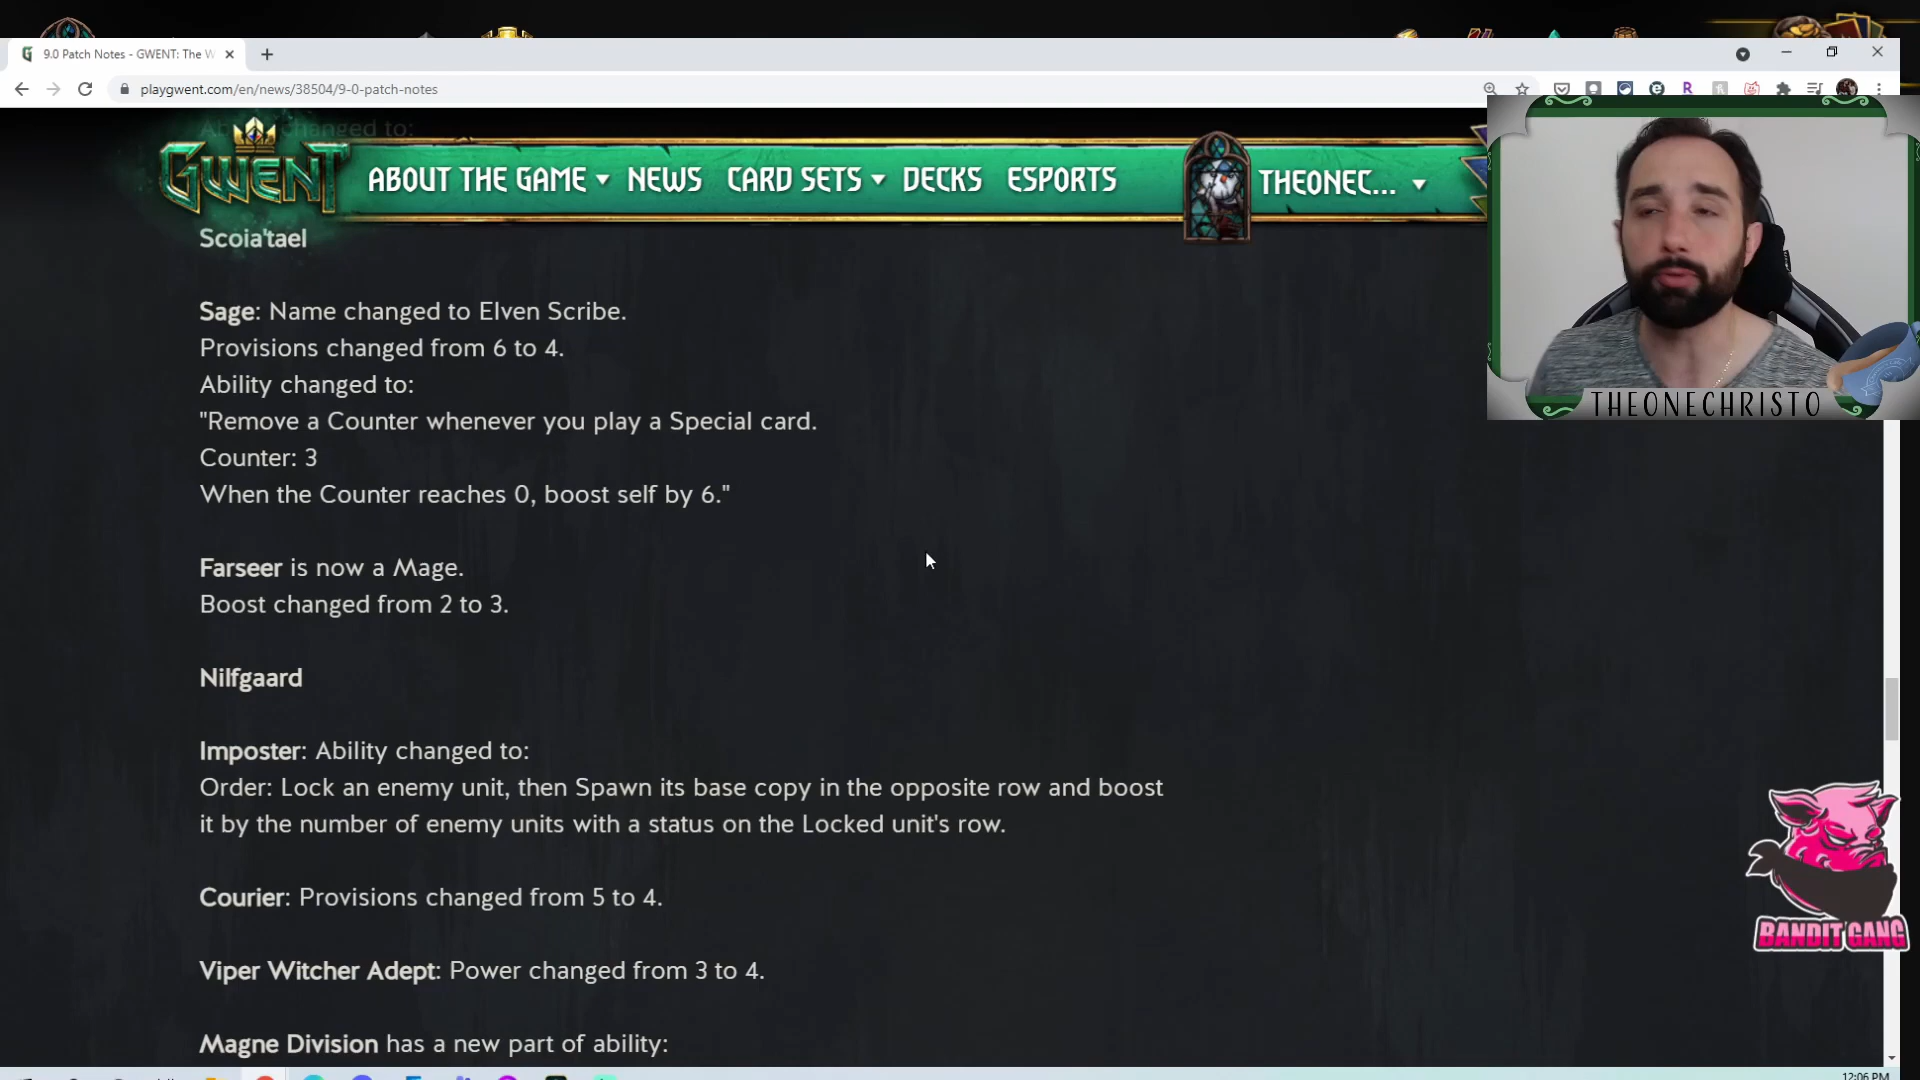 9.0 Patch Notes - GWENT: The W
playgwent.com/en/news/38504/9-0-patch-notes
Ability changed to:
GWENT
ABOUT THE GAME NEWS CARD SETS DECKS ESPORTS THEONEC...
Scoia'tael
Sage: Name changed to Elven Scribe.
Provisions changed from 6 to 4.
Ability changed to:
"Remove a Counter whenever you play a Special card.
Counter: 3
When the Counter reaches 0, boost self by 6."
Farseer is now a Mage.
Boost changed from 2 to 3.
Nilfgaard
Imposter: Ability changed to:
Order: Lock an enemy unit, then Spawn its base copy in the opposite row and boost
it by the number of enemy units with a status on the Locked unit's row.
Courier: Provisions changed from 5 to 4.
Viper Witcher Adept: Power changed from 3 to 4.
Magne Division has a new part of ability:
THEONECHRISTO
BANDIT GANG
12:06 PM